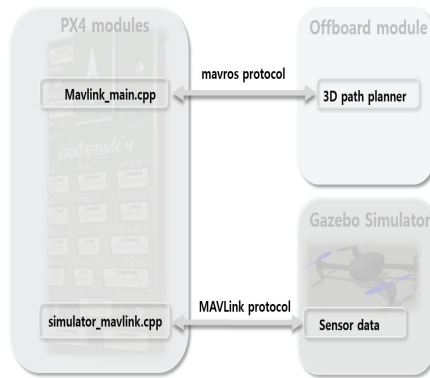 PX4 modules
Offboard module
mavros protocol
Mavlink_main.cpp
3D path planner
pixhawk 4
Gazebo Simulator
MAVLink protocol
simulator_mavlink.cpp
Sensor data